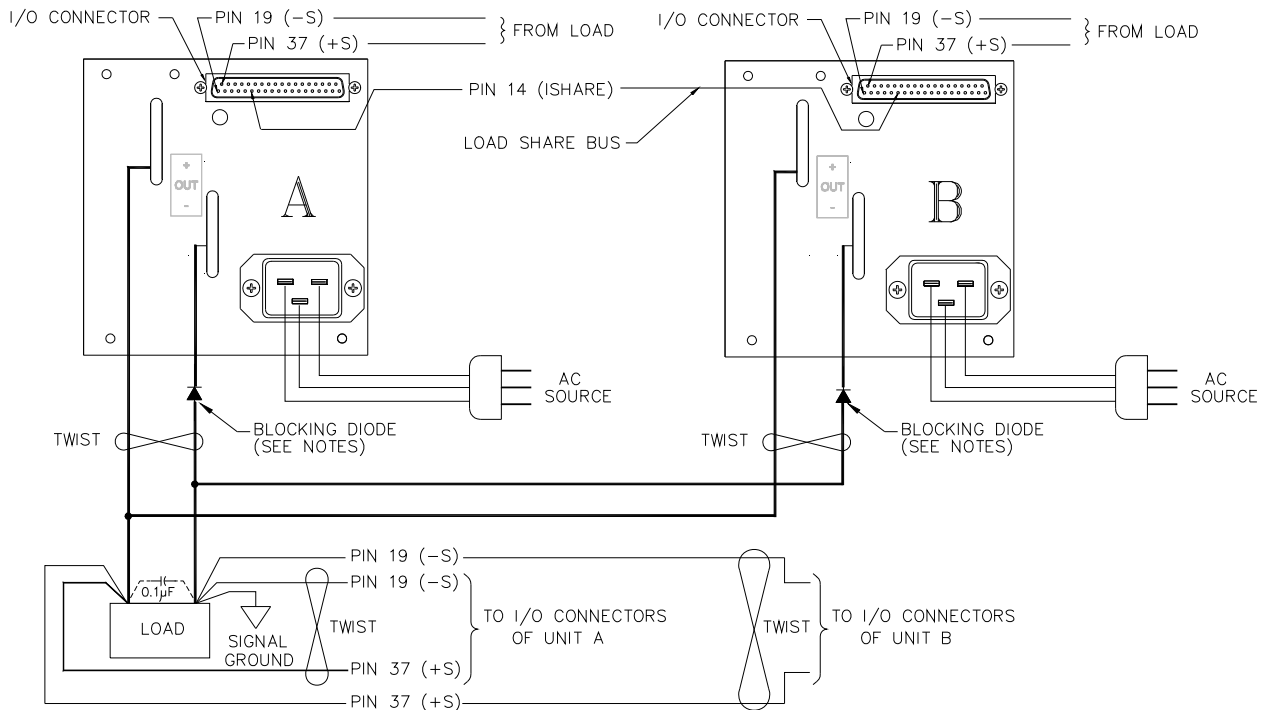 I/O CONNECTOR
PIN 19 (-S)
PIN 37 (+S)
FROM LOAD
I/O CONNECTOR
PIN 19 (-S)
PIN 37 (+S)
FROM LOAD
PIN 14 (ISHARE)
LOAD SHARE BUS
+
OUT
-
A
+
OUT
-
B
AC
SOURCE
AC
SOURCE
BLOCKING DIODE
(SEE NOTES)
TWIST
BLOCKING DIODE
(SEE NOTES)
TWIST
PIN 19 (-S)
PIN 19 (-S)
0.1µF
LOAD
SIGNAL
GROUND
TWIST
TO I/O CONNECTORS
OF UNIT A
TWIST
TO I/O CONNECTORS
OF UNIT B
PIN 37 (+S)
PIN 37 (+S)